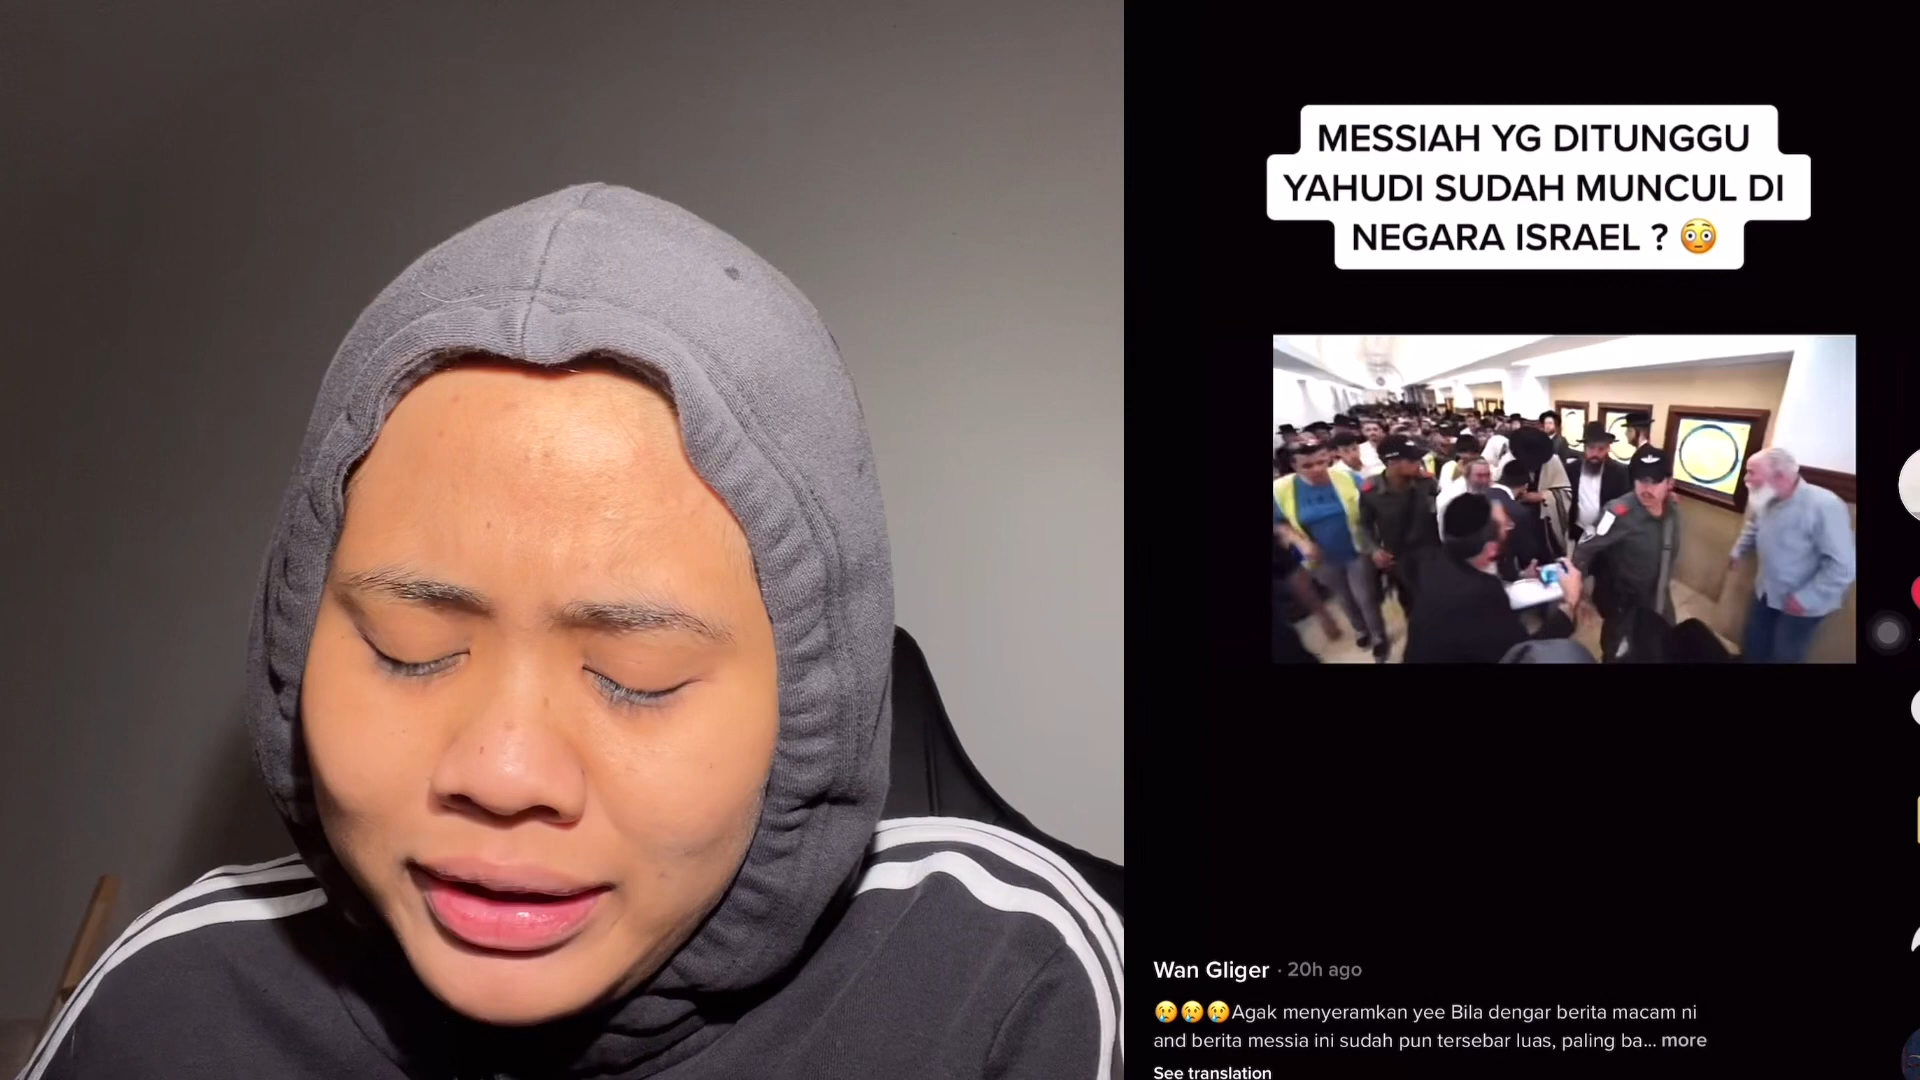 MESSIAH YG DITUNGGU
YAHUDI SUDAH MUNCUL DI
NEGARA ISRAEL ? 😳
Wan Gliger · 20h ago
😢😢😢Agak menyeramkan yee Bila dengar berita macam ni
and berita messia ini sudah pun tersebar luas, paling ba... more
See translation